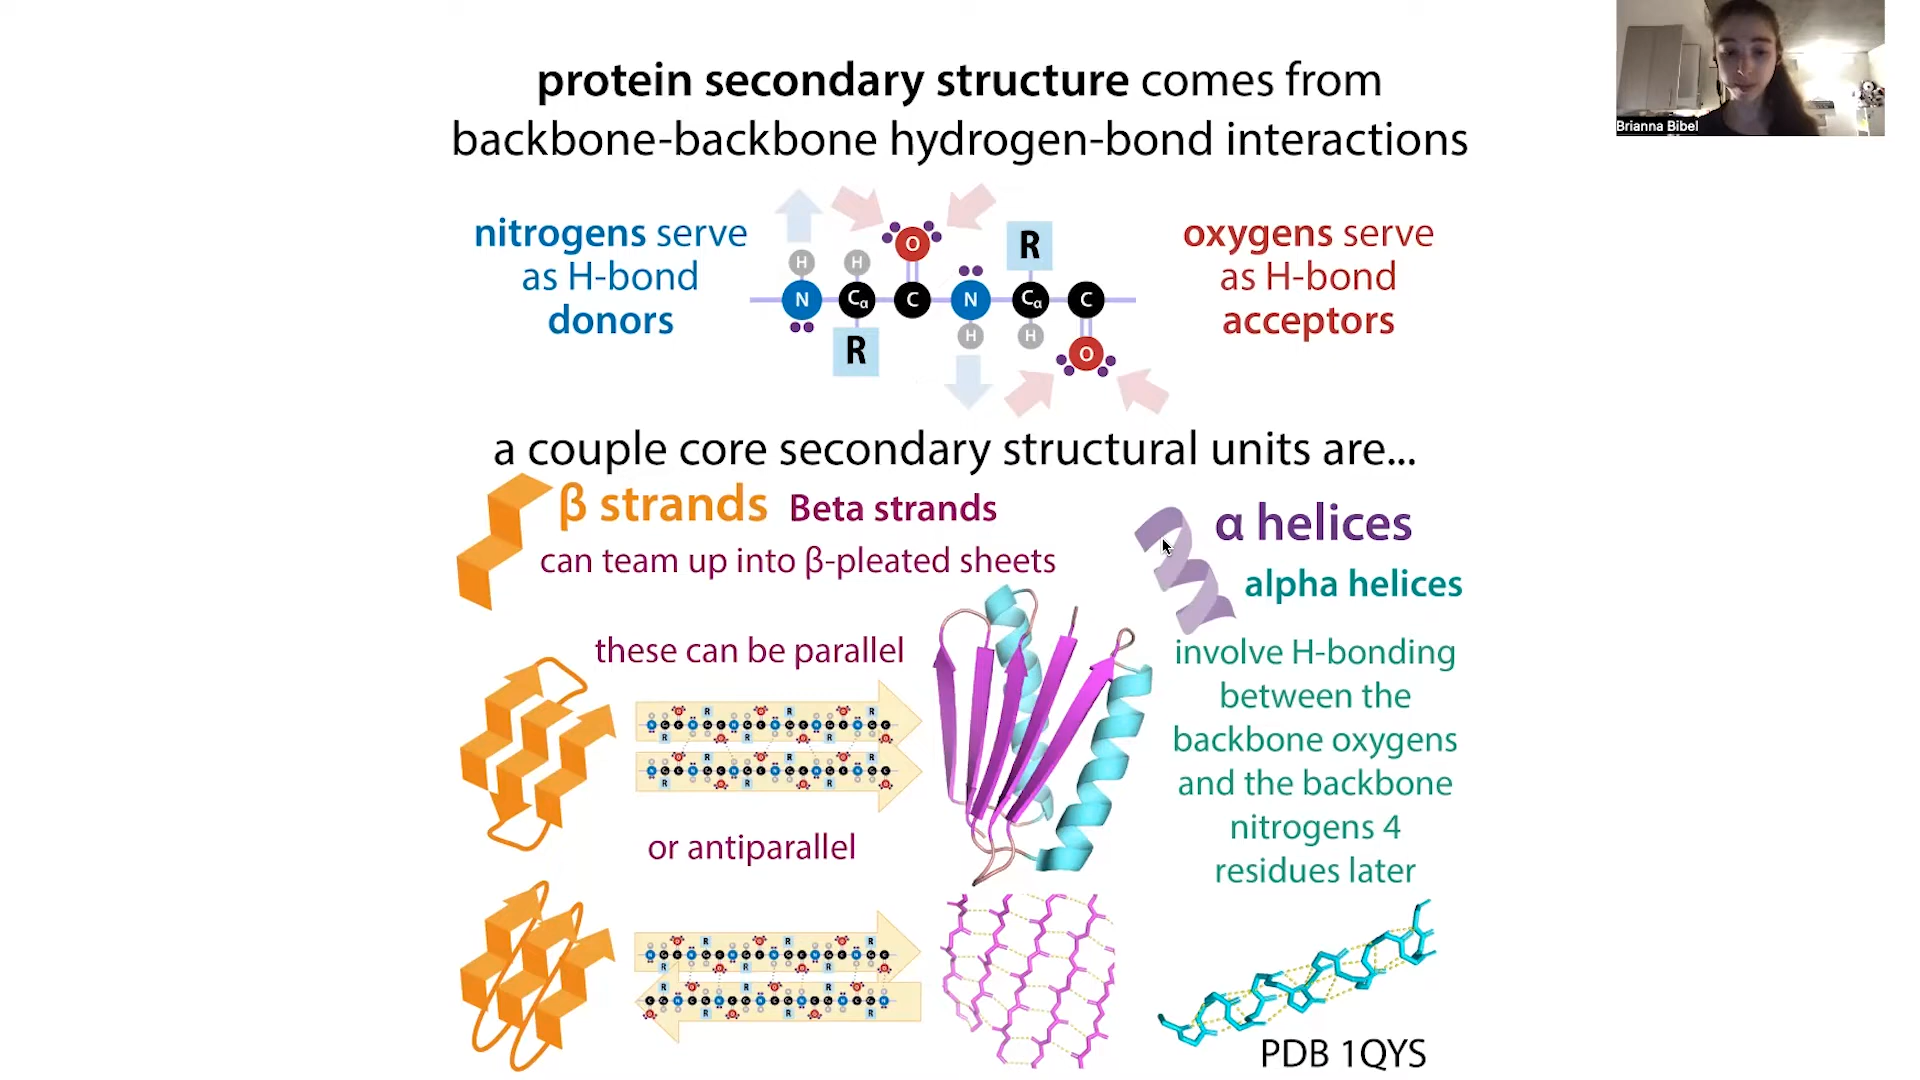 protein secondary structure comes from
backbone-backbone hydrogen-bond interactions
Brianna Bibel
nitrogens serve
as H-bond
donors
H
H
O
R
N
Cα
C
N
Cα
C
R
H
H
O
oxygens serve
as H-bond
acceptors
a couple core secondary structural units are...
β strands Beta strands
can team up into β-pleated sheets
these can be parallel
or antiparallel
α helices
alpha helices
involve H-bonding
between the
backbone oxygens
and the backbone
nitrogens 4
residues later
PDB 1QYS